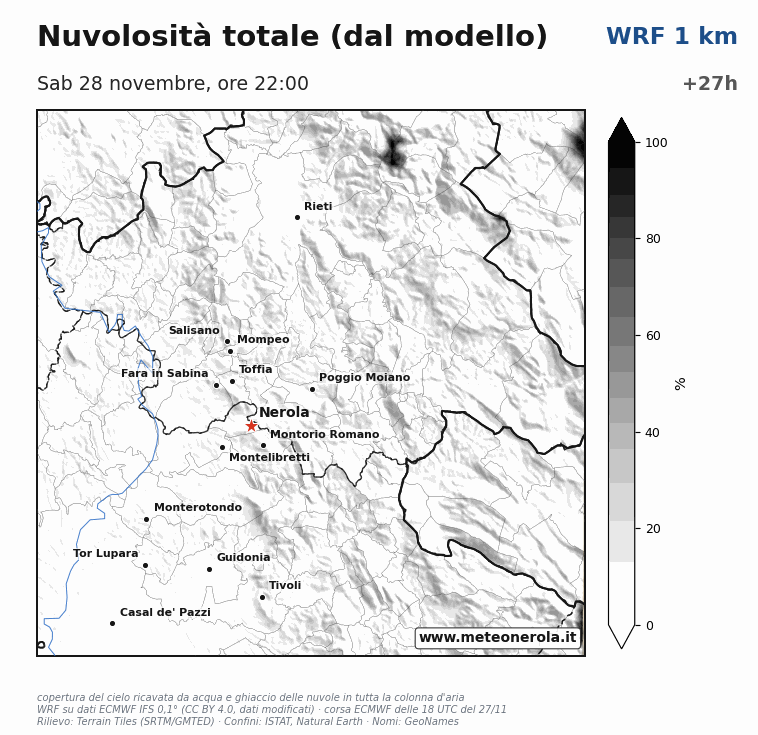 Nuvolosità totale (dal modello)
WRF 1 km
Sab 28 novembre, ore 22:00
+27h
100
80
60
40
20
0
%
Rieti
Salisano
Mompeo
Fara in Sabina
Toffia
Poggio Moiano
Nerola
Montorio Romano
Montelibretti
Monterotondo
Tor Lupara
Guidonia
Tivoli
Casal de' Pazzi
www.meteonerola.it
copertura del cielo ricavata da acqua e ghiaccio delle nuvole in tutta la colonna d'aria
WRF su dati ECMWF IFS 0,1° (CC BY 4.0, dati modificati) · corsa ECMWF delle 18 UTC del 27/11
Rilievo: Terrain Tiles (SRTM/GMTED) · Confini: ISTAT, Natural Earth · Nomi: GeoNames